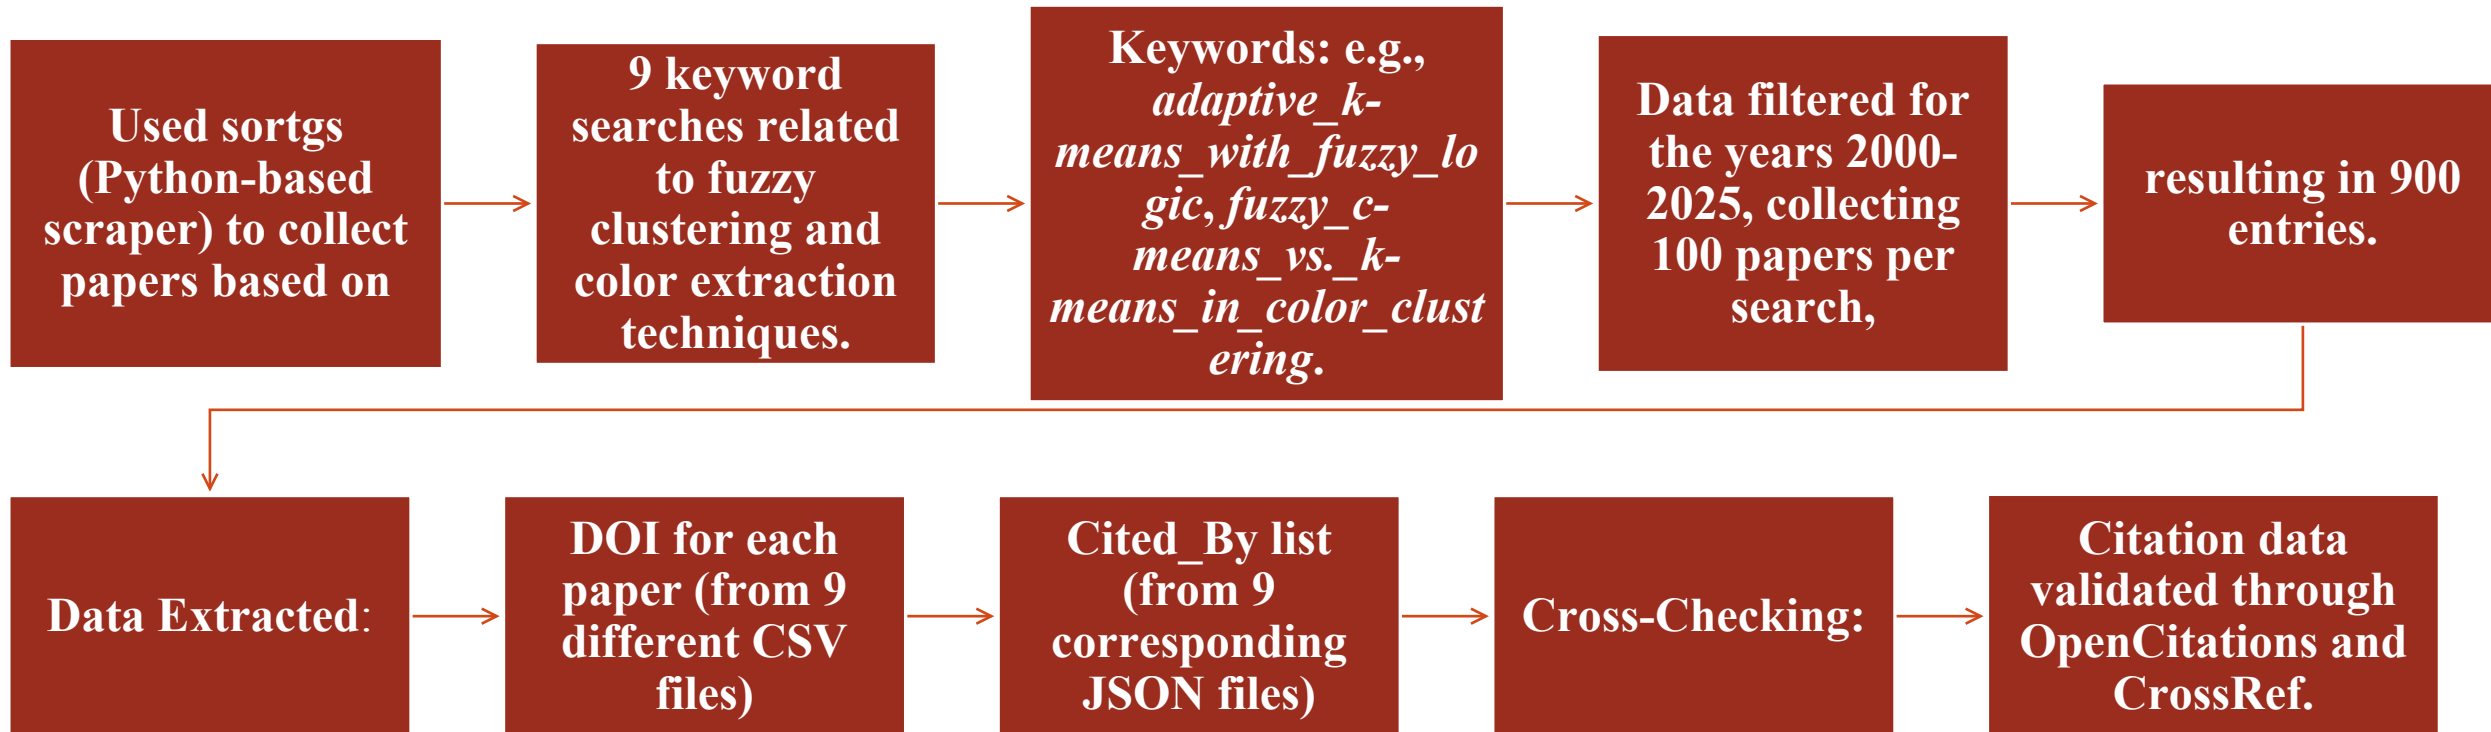 Used sortgs
(Python-based
scraper) to collect
papers based on
9 keyword
searches related
to fuzzy
clustering and
color extraction
techniques.
Keywords: e.g.,
adaptive_k-
means_with_fuzzy_lo
gic, fuzzy_c-
means_vs._k-
means_in_color_clust
ering.
Data filtered for
the years 2000-
2025, collecting
100 papers per
search,
resulting in 900
entries.
Data Extracted:
DOI for each
paper (from 9
different CSV
files)
Cited_By list
(from 9
corresponding
JSON files)
Cross-Checking:
Citation data
validated through
OpenCitations and
CrossRef.